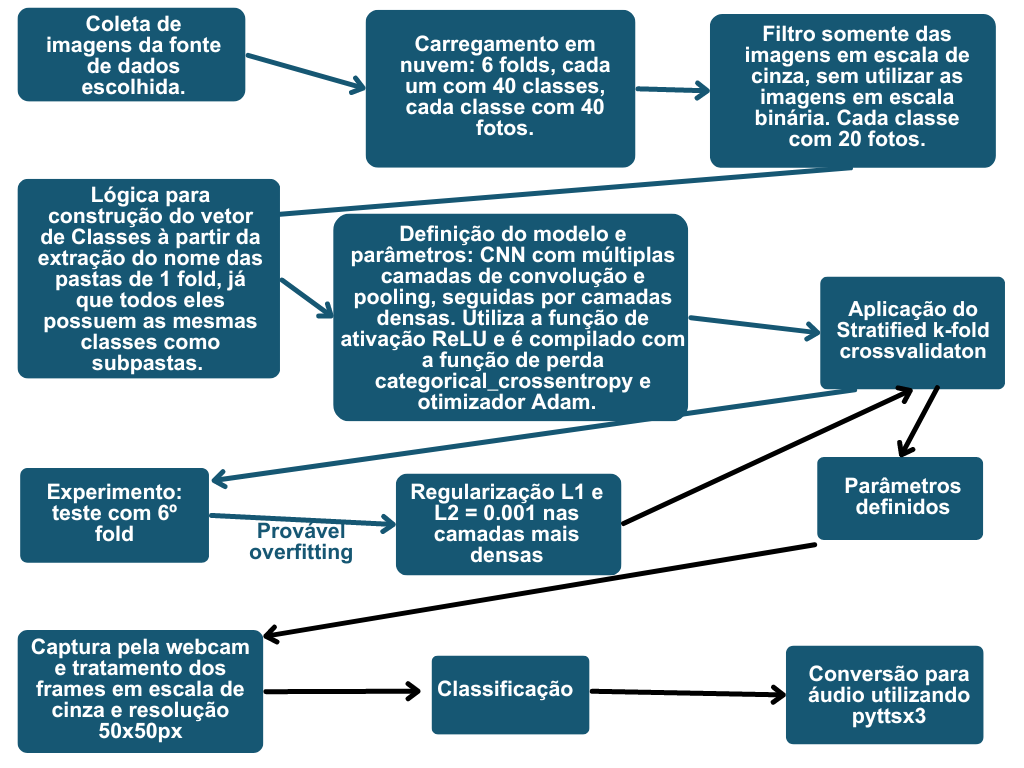 Coleta de
imagens da fonte
de dados
escolhida.
Carregamento em
nuvem: 6 folds, cada
um com 40 classes,
cada classe com 40
fotos.
Filtro somente das
imagens em escala de
cinza, sem utilizar as
imagens em escala
binária. Cada classe
com 20 fotos.
Lógica para
construção do vetor
de Classes à partir da
extração do nome das
pastas de 1 fold, já
que todos eles
possuem as mesmas
classes como
subpastas.
Definição do modelo e
parâmetros: CNN com múltiplas
camadas de convolução e
pooling, seguidas por camadas
densas. Utiliza a função de
ativação ReLU e é compilado com
a função de perda
categorical_crossentropy e
otimizador Adam.
Aplicação do
Stratified k-fold
crossvalidaton
Experimento:
teste com 6º
fold
Provável
overfitting
Regularização L1 e
L2 = 0.001 nas
camadas mais
densas
Parâmetros
definidos
Captura pela webcam
e tratamento dos
frames em escala de
cinza e resolução
50x50px
Classificação
Conversão para
áudio utilizando
pyttsx3